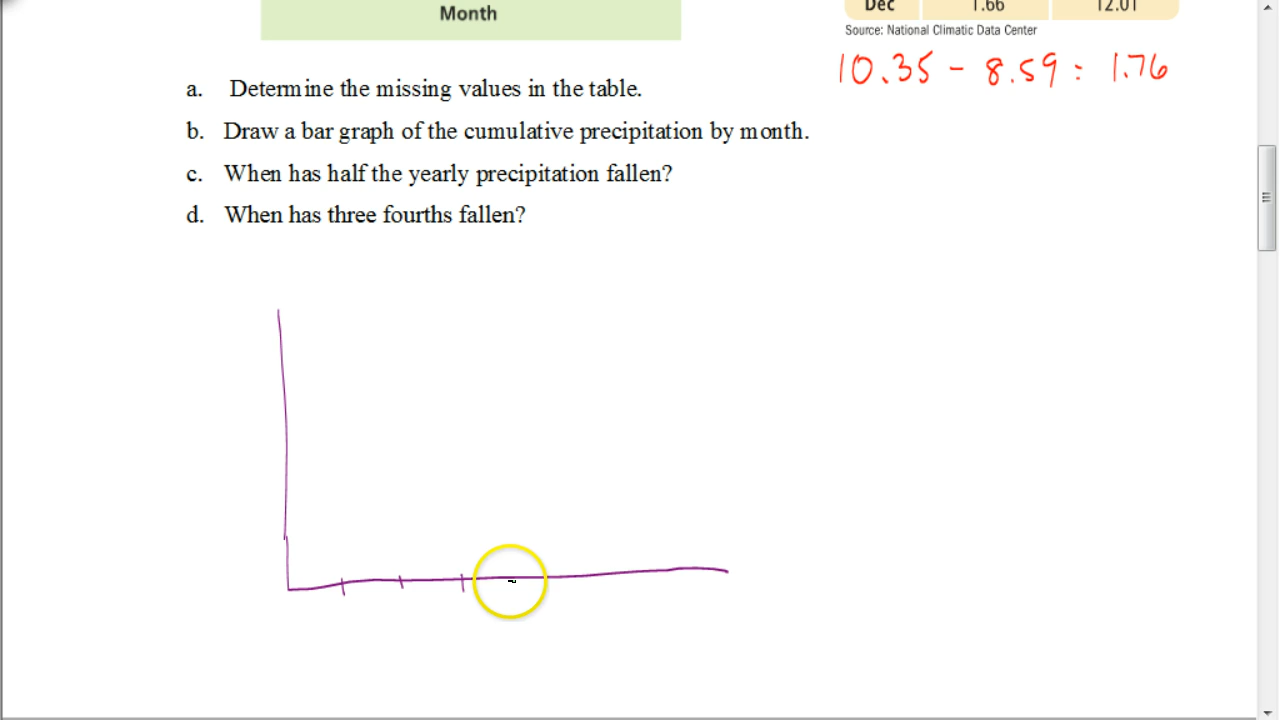 Month
Dec 1.66 12.01
Source: National Climatic Data Center
10.35 - 8.59 = 1.76
a. Determine the missing values in the table.
b. Draw a bar graph of the cumulative precipitation by month.
c. When has half the yearly precipitation fallen?
d. When has three fourths fallen?